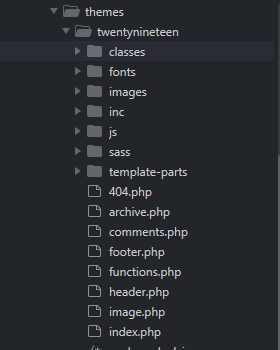 themes
twentynineteen
classes
fonts
images
inc
js
sass
template-parts
404.php
archive.php
comments.php
footer.php
functions.php
header.php
image.php
index.php